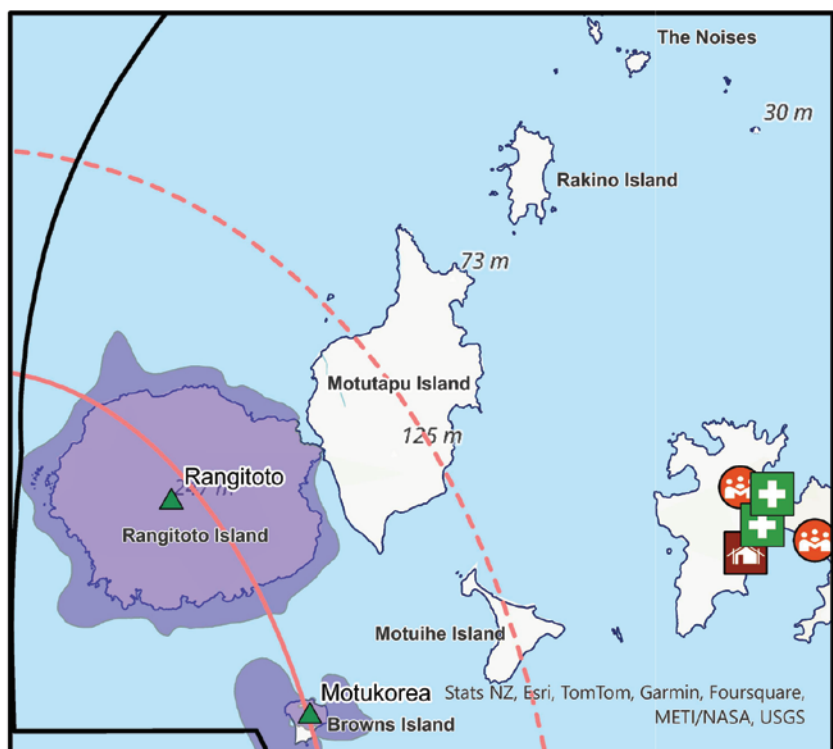 The Noises
30 m
Rakino Island
73 m
Motutapu Island
125 m
Rangitoto
Rangitoto Island
Motuihe Island
Motukorea
Browns Island
Stats NZ, Esri, TomTom, Garmin, Foursquare,
METI/NASA, USGS